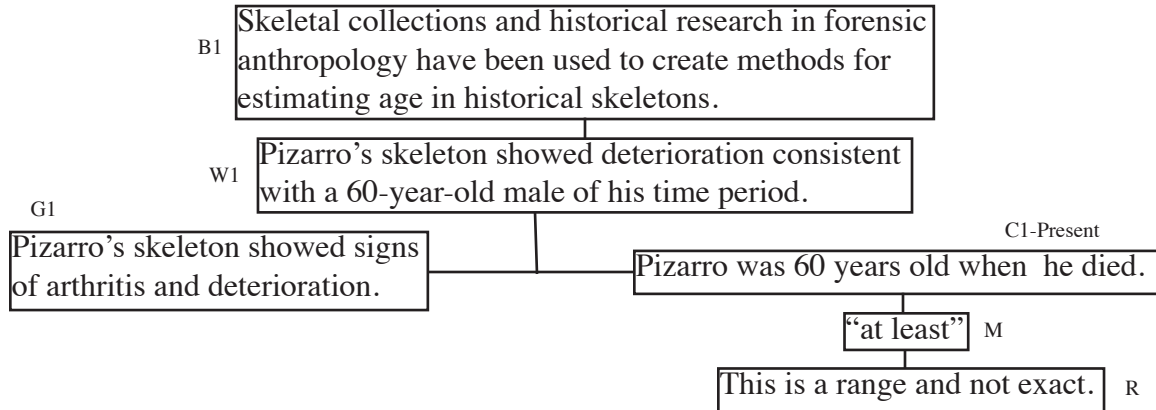 B1
Skeletal collections and historical research in forensic
anthropology have been used to create methods for
estimating age in historical skeletons.
W1
Pizarro’s skeleton showed deterioration consistent
with a 60-year-old male of his time period.
G1
Pizarro’s skeleton showed signs
of arthritis and deterioration.
C1-Present
Pizarro was 60 years old when he died.
“at least”
M
This is a range and not exact.
R